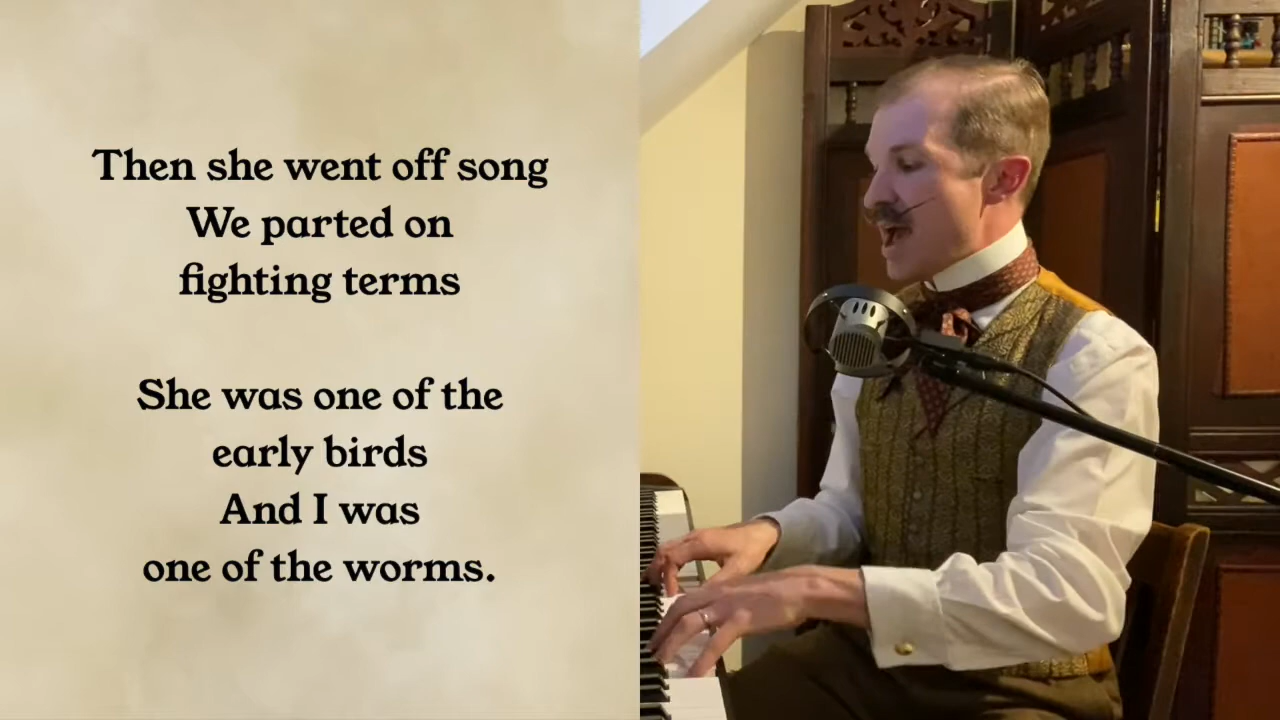 Then she went off song
We parted on
fighting terms
She was one of the
early birds
And I was
one of the worms.